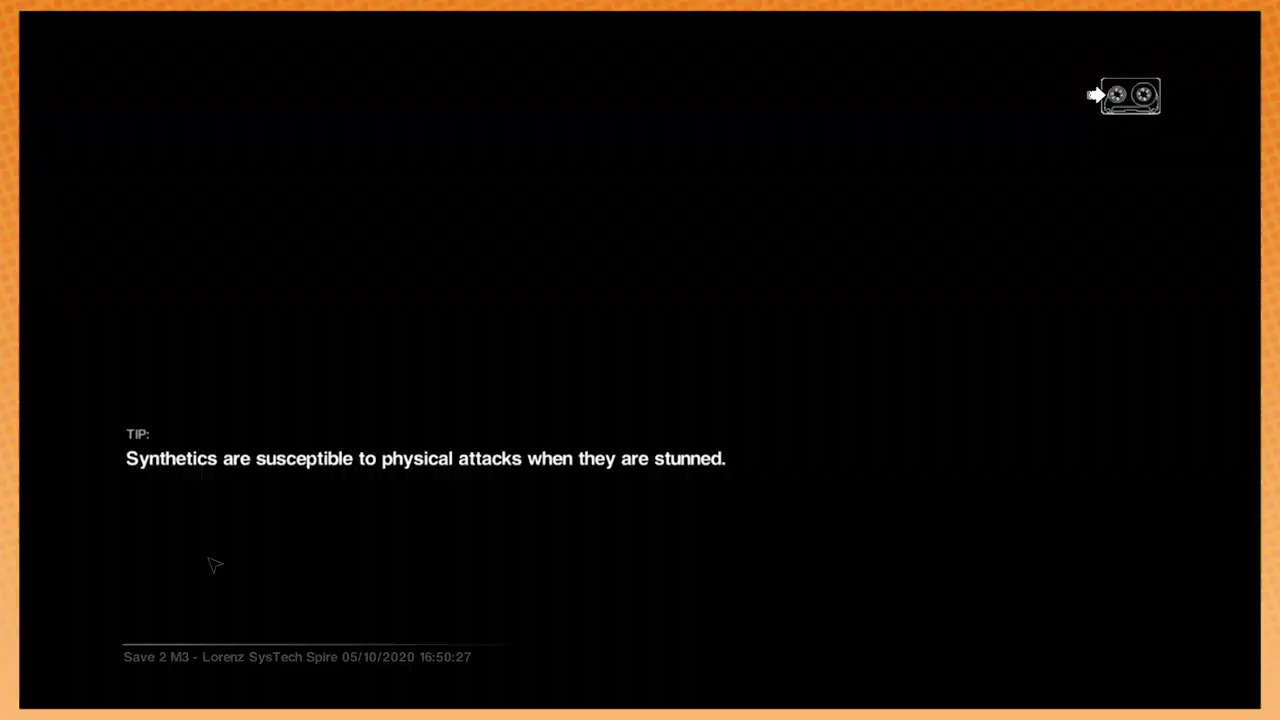 TIP:
Synthetics are susceptible to physical attacks when they are stunned.
Save 2 M3 - Lorenz SysTech Spire 05/10/2020 16:50:27